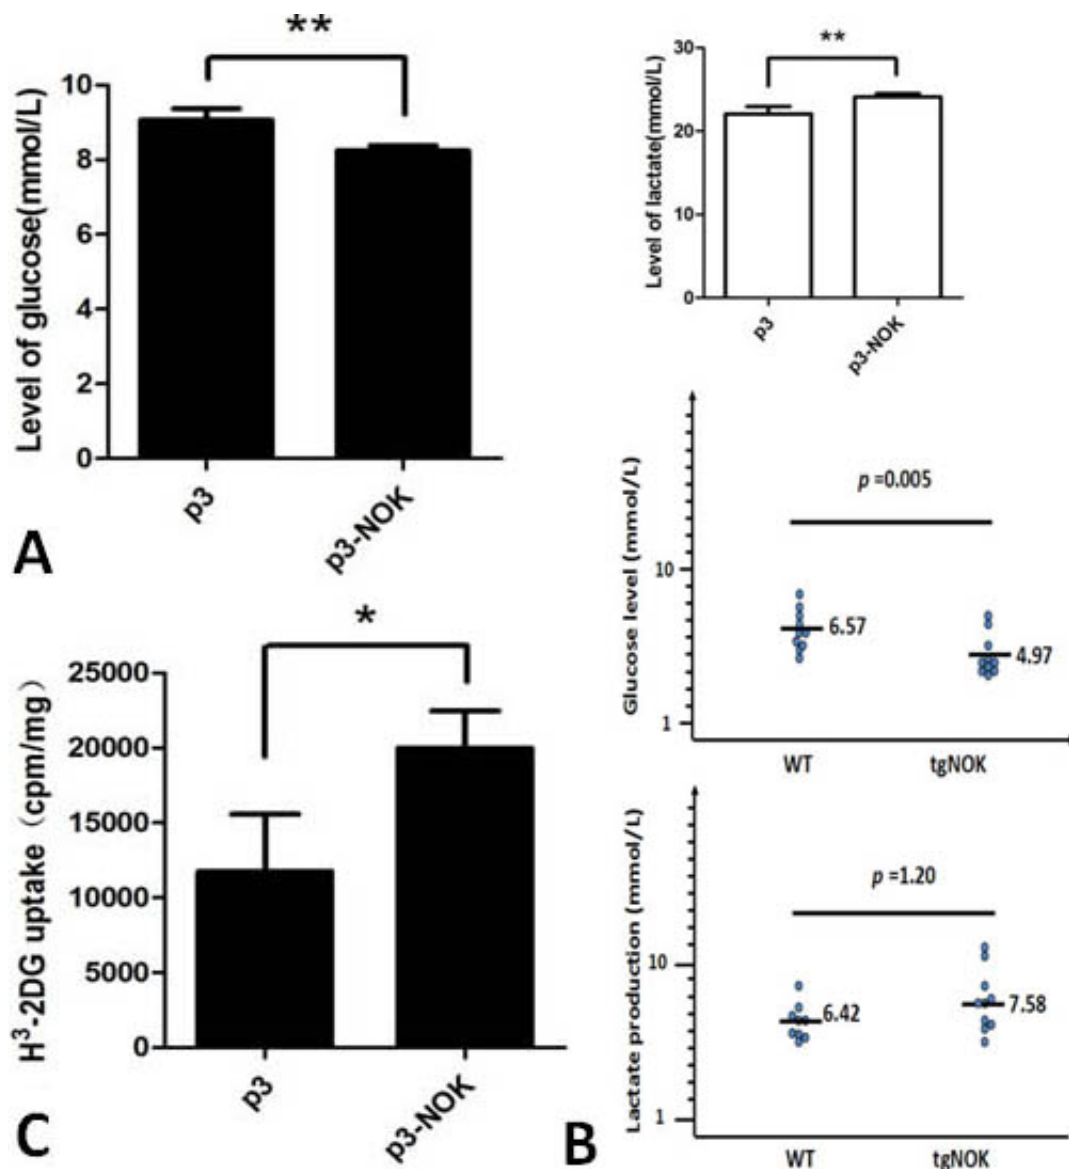 **
Level of glucose(mmol/L)
10
8
6
4
2
0
p3
p3-NOK
A
**
Level of lactate(mmol/L)
30
20
10
0
p3
p3-NOK
p =0.005
Glucose level (mmol/L)
10
1
6.57
4.97
WT
tgNOK
*
H³-2DG uptake (cpm/mg)
25000
20000
15000
10000
5000
0
p3
p3-NOK
C
p =1.20
Lactate production (mmol/L)
10
1
6.42
7.58
WT
tgNOK
B